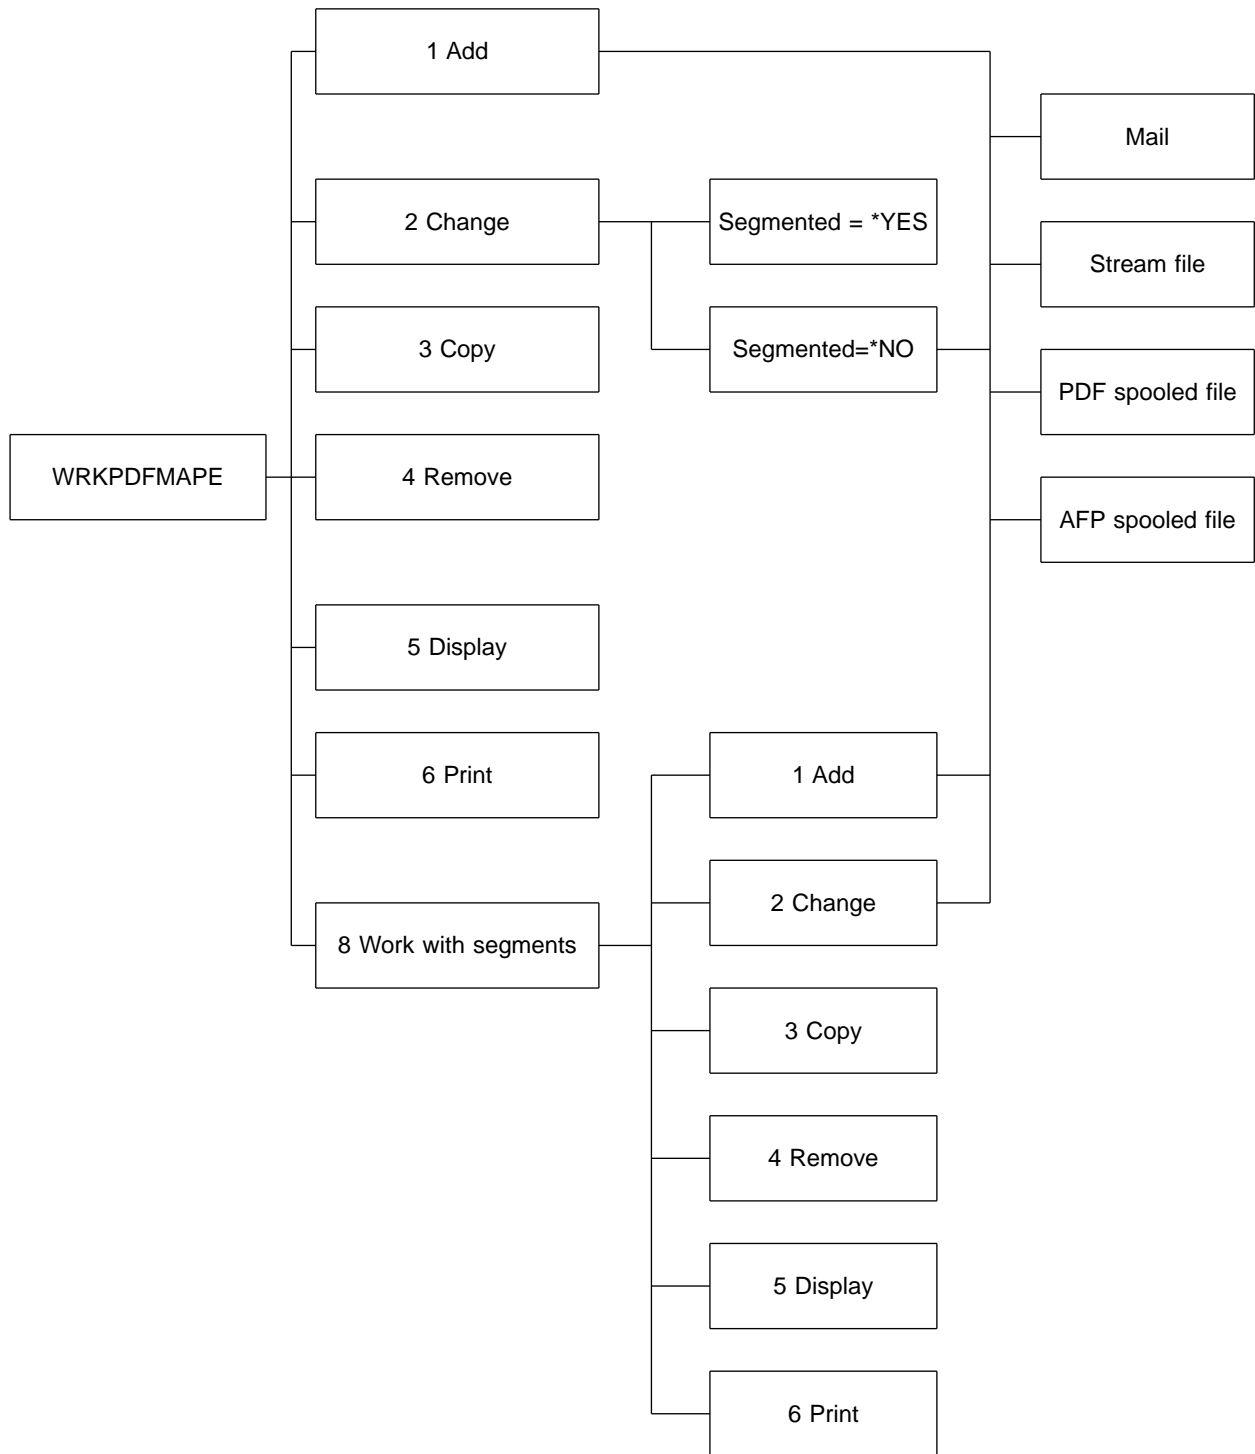 WRKPDFMAPE
1 Add
2 Change
3 Copy
4 Remove
5 Display
6 Print
8 Work with segments
Segmented = *YES
Segmented=*NO
1 Add
2 Change
3 Copy
4 Remove
5 Display
6 Print
Mail
Stream file
PDF spooled file
AFP spooled file